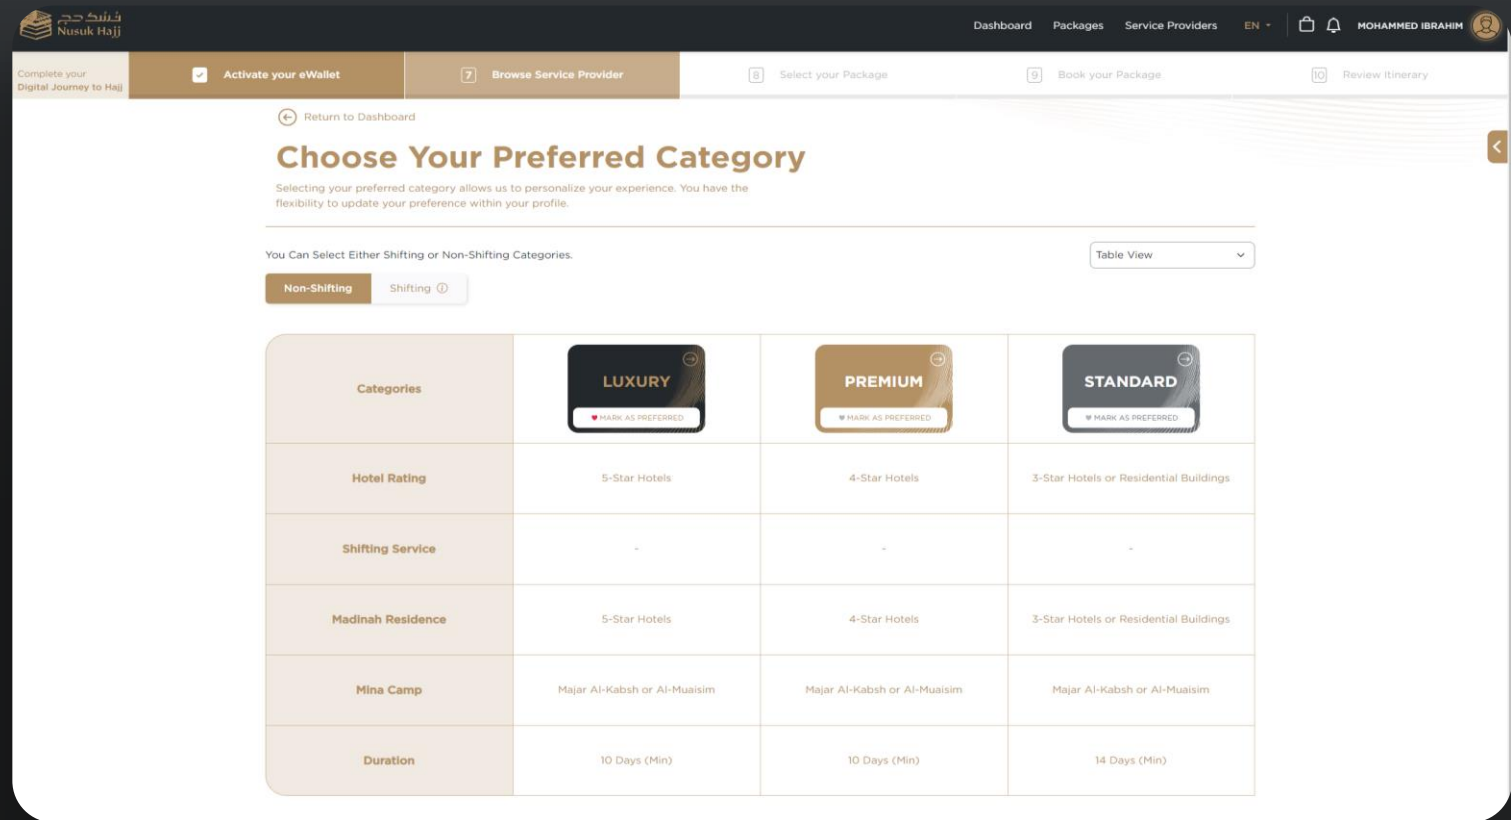 نسك حج
Nusuk Hajj
Dashboard
Packages
Service Providers
EN
MOHAMMED IBRAHIM
Complete your
Digital Journey to Hajj
Activate your eWallet
7 Browse Service Provider
8 Select your Package
9 Book your Package
10 Review Itinerary
Return to Dashboard
Choose Your Preferred Category
Selecting your preferred category allows us to personalize your experience. You have the
flexibility to update your preference within your profile.
You Can Select Either Shifting or Non-Shifting Categories.
Table View
Non-Shifting
Shifting
Categories
LUXURY
MARK AS PREFERRED
PREMIUM
MARK AS PREFERRED
STANDARD
MARK AS PREFERRED
Hotel Rating
5-Star Hotels
4-Star Hotels
3-Star Hotels or Residential Buildings
Shifting Service
-
-
-
Madinah Residence
5-Star Hotels
4-Star Hotels
3-Star Hotels or Residential Buildings
Mina Camp
Majar Al-Kabsh or Al-Muaisim
Majar Al-Kabsh or Al-Muaisim
Majar Al-Kabsh or Al-Muaisim
Duration
10 Days (Min)
10 Days (Min)
14 Days (Min)